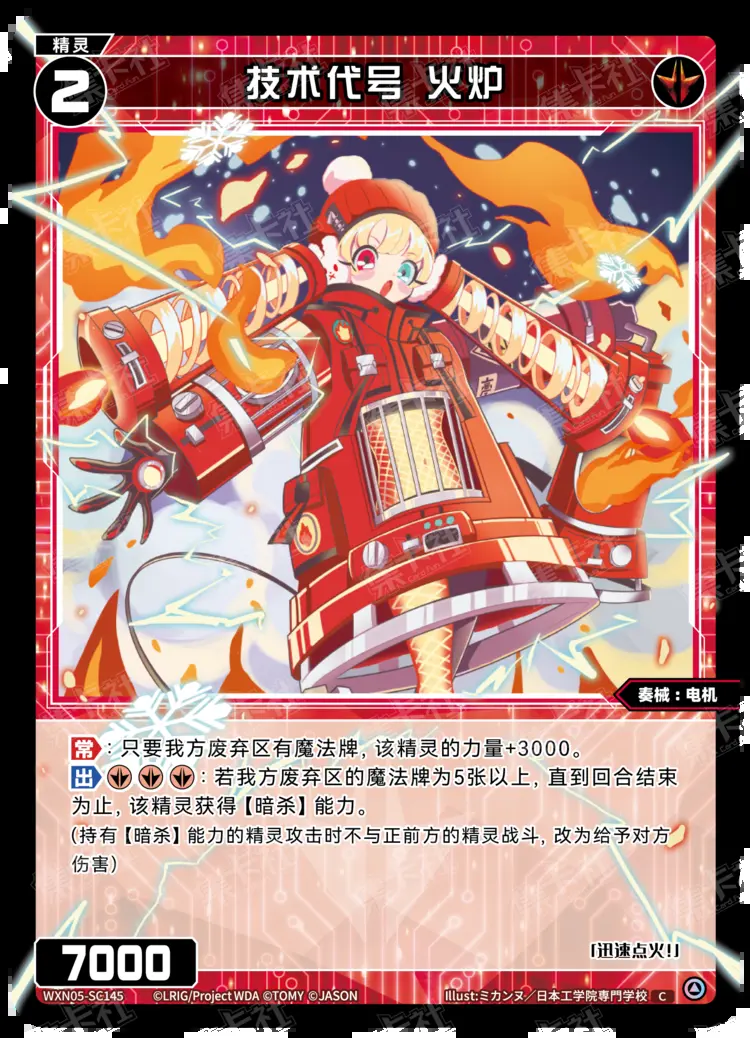 精灵
2
技术代号 火炉
奏械：电机
常：只要我方废弃区有魔法牌，该精灵的力量+3000。
出：若我方废弃区的魔法牌为5张以上，直到回合结束
为止，该精灵获得【暗杀】能力。
(持有【暗杀】能力的精灵攻击时不与正前方的精灵战斗，改为给予对方
伤害)
「迅速点火!」
7000
WXN05-SC145 ©LRIG/Project WDA ©TOMY ©JASON Illust:ミカンヌ／日本工学院専門学校 C
集卡社